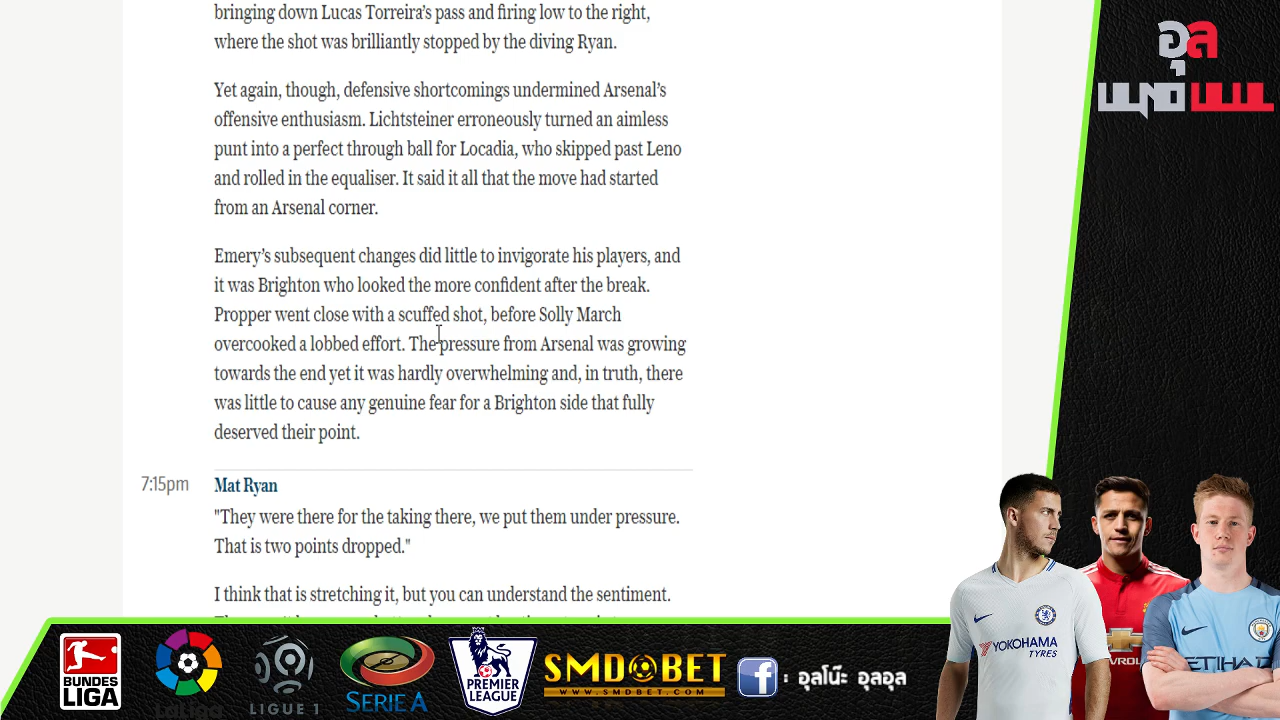 bringing down Lucas Torreira's pass and firing low to the right,
where the shot was brilliantly stopped by the diving Ryan.
Yet again, though, defensive shortcomings undermined Arsenal's
offensive enthusiasm. Lichtsteiner erroneously turned an aimless
punt into a perfect through ball for Locadia, who skipped past Leno
and rolled in the equaliser. It said it all that the move had started
from an Arsenal corner.
Emery's subsequent changes did little to invigorate his players, and
it was Brighton who looked the more confident after the break.
Propper went close with a scuffed shot, before Solly March
overcooked a lobbed effort. The pressure from Arsenal was growing
towards the end yet it was hardly overwhelming and, in truth, there
was little to cause any genuine fear for a Brighton side that fully
deserved their point.
7:15pm
Mat Ryan
"They were there for the taking there, we put them under pressure.
That is two points dropped."
I think that is stretching it, but you can understand the sentiment.
อุล
YOKOHAMA
TYRES
ETIHAD
BUNDES
LIGA
LIGUE 1
SERIE A
PREMIER
LEAGUE
SMDBET
WWW.SMDBET.COM
f : อุลโน๊ะ อุลอุล